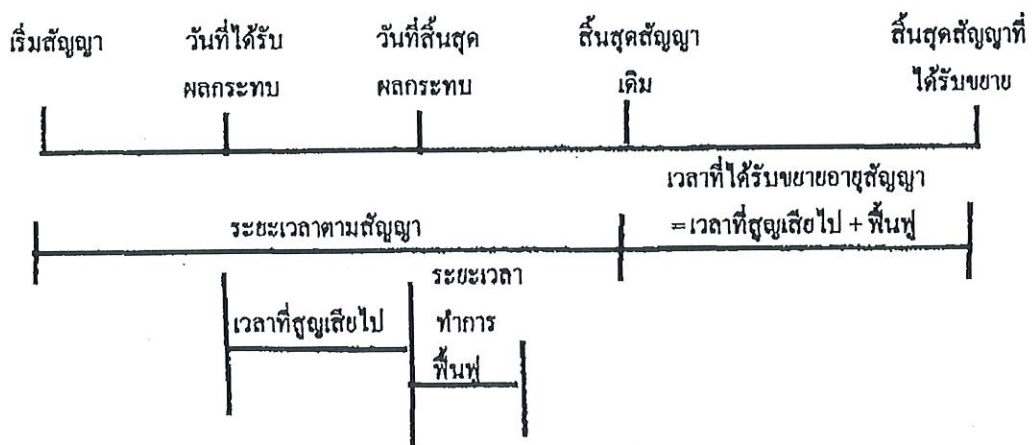 เริ่มสัญญา วันที่ได้รับ วันที่สิ้นสุด สิ้นสุดสัญญา สิ้นสุดสัญญาที่
ผลกระทบ ผลกระทบ เดิม ได้รับขยาย
เวลาที่ได้รับขยายอายุสัญญา
ระยะเวลาตามสัญญา =เวลาที่สูญเสียไป + ฟื้นฟู
ระยะเวลา
เวลาที่สูญเสียไป ทำการ
ฟื้นฟู